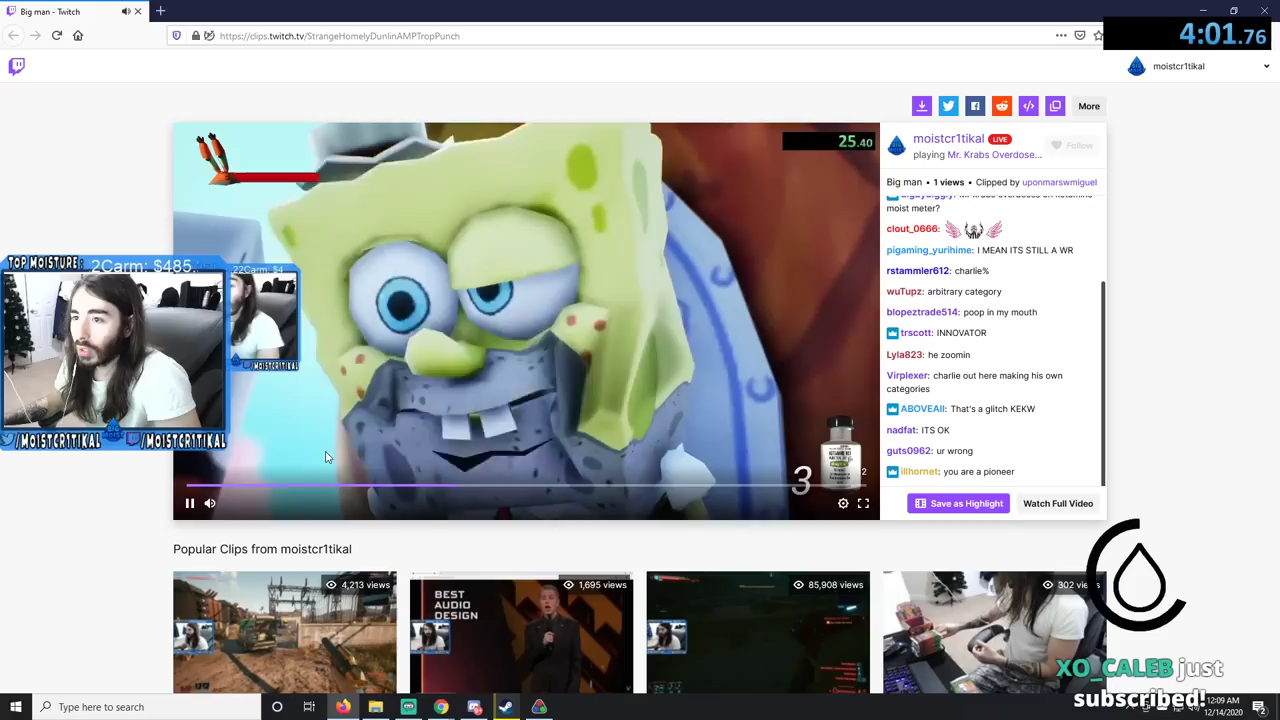 Big man - Twitch
4:01.76
https://clips.twitch.tv/StrangeHomelyDunlinAMPTropPunch
moistcr1tikal
More
25.40
moistcr1tikal LIVE
Follow
playing Mr. Krabs Overdose...
Big man • 1 views • Clipped by uponmarswmiguel
moist meter?
clout_0666:
pigaming_yurihime: I MEAN ITS STILL A WR
rstammler612: charlie%
wuTupz: arbitrary category
blopeztrade514: poop in my mouth
trscott: INNOVATOR
Lyla823: he zoomin
Virplexer: charlie out here making his own
categories
ABOVEAll: That's a glitch KEKW
nadfat: ITS OK
guts0962: ur wrong
illhornet: you are a pioneer
Save as Highlight
Watch Full Video
TOP MOISTURE: 2Carm: $485.
22Carm: $4
/MOISTCR1TIKAL
/MOISTCR1TIKAL
/MOISTCR1TIKAL
3
2
Popular Clips from moistcr1tikal
4,213 views
1,695 views
85,908 views
302 views
BEST
AUDIO
DESIGN
XO_CALEB just
subscribed!
Type here to search
12:09 AM
12/14/2020
2